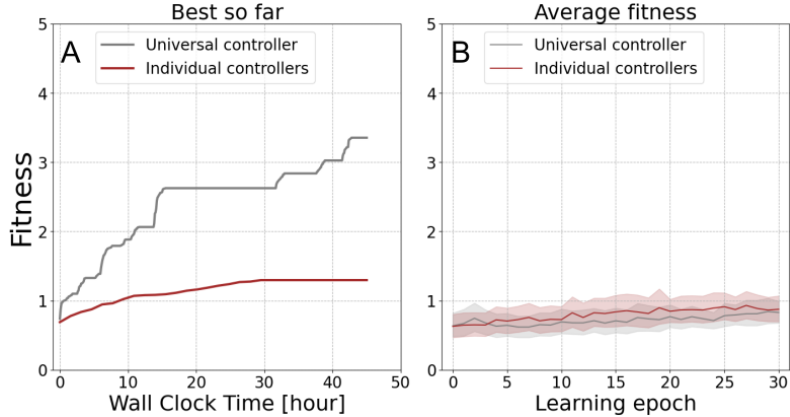 Best so far
A
Universal controller
Individual controllers
Fitness
5
4
3
2
1
0
0 10 20 30 40 50
Wall Clock Time [hour]
Average fitness
B
Universal controller
Individual controllers
5
4
3
2
1
0
0 5 10 15 20 25 30
Learning epoch